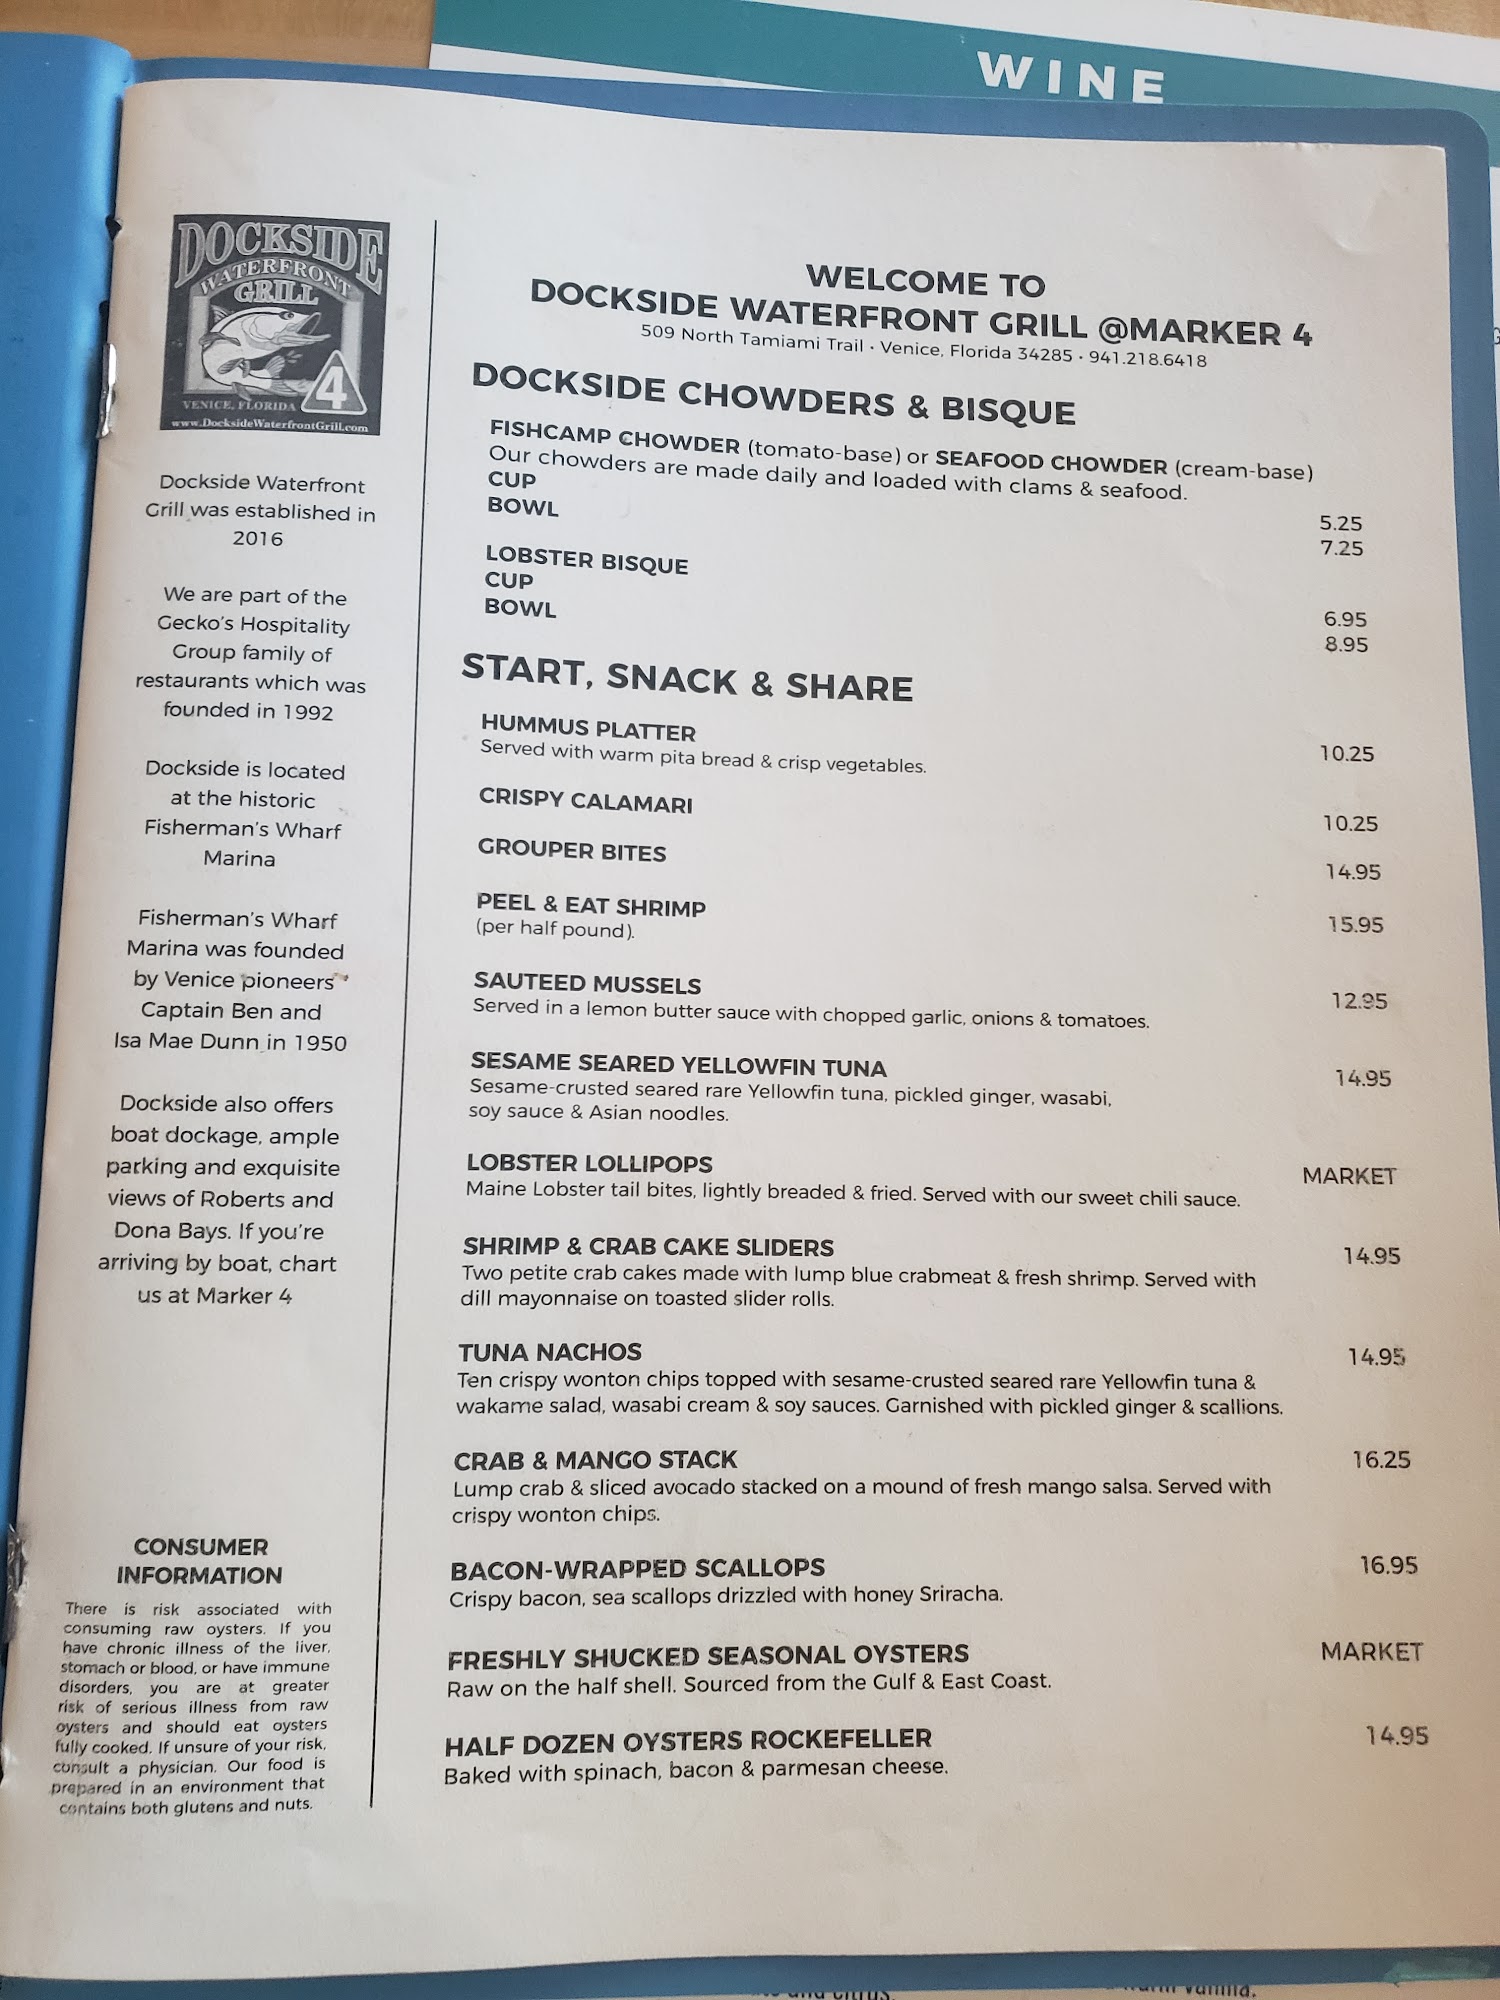 WINE
DOCKSIDE
WATERFRONT
GRILL
4
VENICE, FLORIDA
www.DocksideWaterfrontGrill.com
Dockside Waterfront
Grill was established in
2016
We are part of the
Gecko's Hospitality
Group family of
restaurants which was
founded in 1992
Dockside is located
at the historic
Fisherman's Wharf
Marina
Fisherman's Wharf
Marina was founded
by Venice pioneers
Captain Ben and
Isa Mae Dunn in 1950
Dockside also offers
boat dockage, ample
parking and exquisite
views of Roberts and
Dona Bays. If you're
arriving by boat, chart
us at Marker 4
CONSUMER
INFORMATION
There is risk associated with
consuming raw oysters. If you
have chronic illness of the liver,
stomach or blood, or have immune
disorders, you are at greater
risk of serious illness from raw
oysters and should eat oysters
fully cooked. If unsure of your risk,
consult a physician. Our food is
prepared in an environment that
contains both glutens and nuts.
WELCOME TO
DOCKSIDE WATERFRONT GRILL @MARKER 4
509 North Tamiami Trail • Venice, Florida 34285 • 941.218.6418
DOCKSIDE CHOWDERS & BISQUE
FISHCAMP CHOWDER (tomato-base) or SEAFOOD CHOWDER (cream-base)
Our chowders are made daily and loaded with clams & seafood.
CUP 5.25
BOWL 7.25
LOBSTER BISQUE
CUP 6.95
BOWL 8.95
START, SNACK & SHARE
HUMMUS PLATTER 10.25
Served with warm pita bread & crisp vegetables.
CRISPY CALAMARI 10.25
GROUPER BITES 14.95
PEEL & EAT SHRIMP 15.95
(per half pound).
SAUTEED MUSSELS 12.95
Served in a lemon butter sauce with chopped garlic, onions & tomatoes.
SESAME SEARED YELLOWFIN TUNA 14.95
Sesame-crusted seared rare Yellowfin tuna, pickled ginger, wasabi,
soy sauce & Asian noodles.
LOBSTER LOLLIPOPS MARKET
Maine Lobster tail bites, lightly breaded & fried. Served with our sweet chili sauce.
SHRIMP & CRAB CAKE SLIDERS 14.95
Two petite crab cakes made with lump blue crabmeat & fresh shrimp. Served with
dill mayonnaise on toasted slider rolls.
TUNA NACHOS 14.95
Ten crispy wonton chips topped with sesame-crusted seared rare Yellowfin tuna &
wakame salad, wasabi cream & soy sauces. Garnished with pickled ginger & scallions.
CRAB & MANGO STACK 16.25
Lump crab & sliced avocado stacked on a mound of fresh mango salsa. Served with
crispy wonton chips.
BACON-WRAPPED SCALLOPS 16.95
Crispy bacon, sea scallops drizzled with honey Sriracha.
FRESHLY SHUCKED SEASONAL OYSTERS MARKET
Raw on the half shell. Sourced from the Gulf & East Coast.
HALF DOZEN OYSTERS ROCKEFELLER 14.95
Baked with spinach, bacon & parmesan cheese.
and citrus. vanilla.